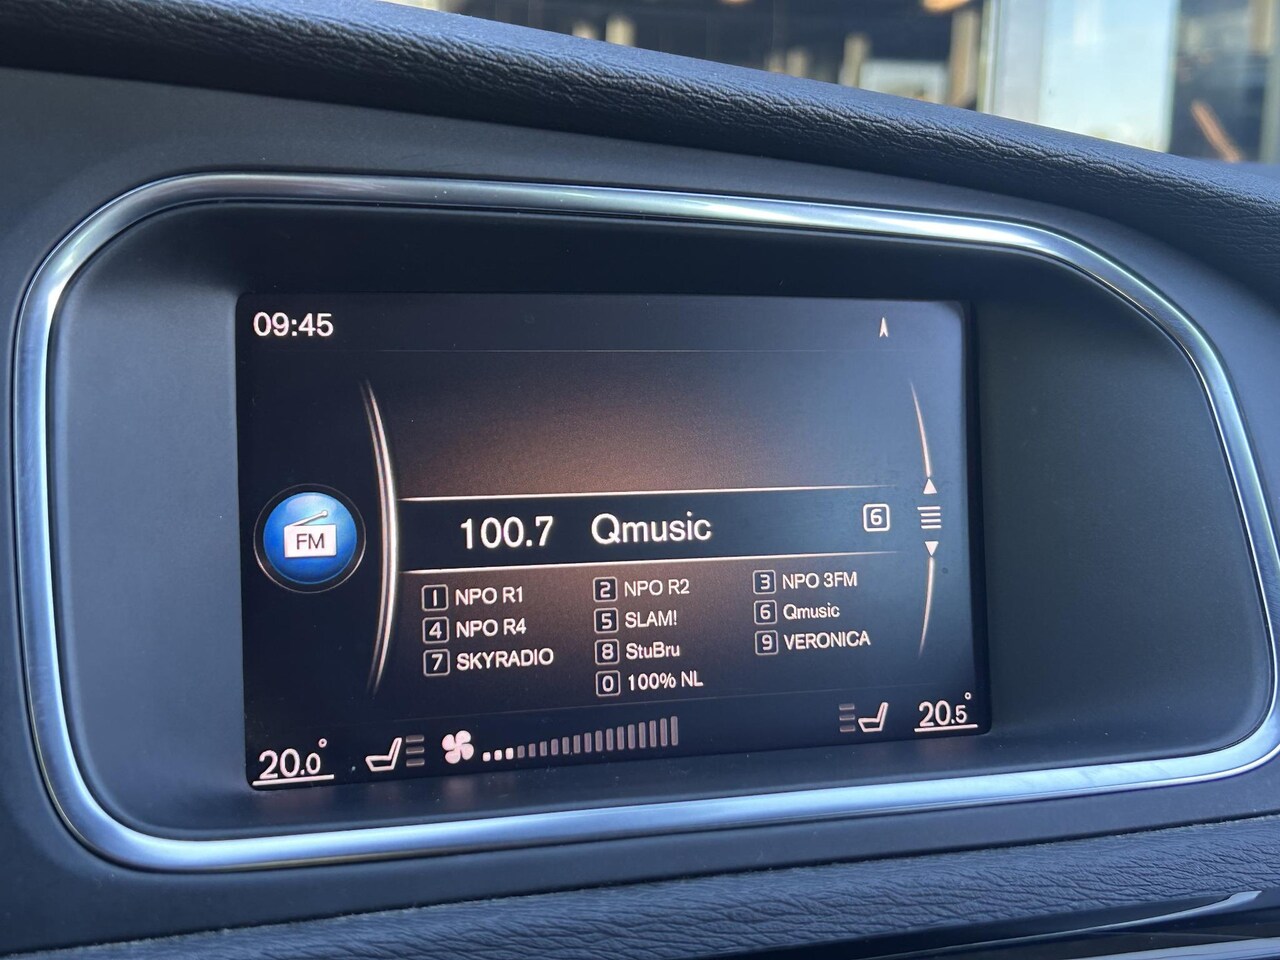 09:45
100.7 Qmusic 6
FM
1 NPO R1 2 NPO R2 3 NPO 3FM
4 NPO R4 5 SLAM! 6 Qmusic
7 SKYRADIO 8 StuBru 9 VERONICA
0 100% NL
20.0° 20.5°